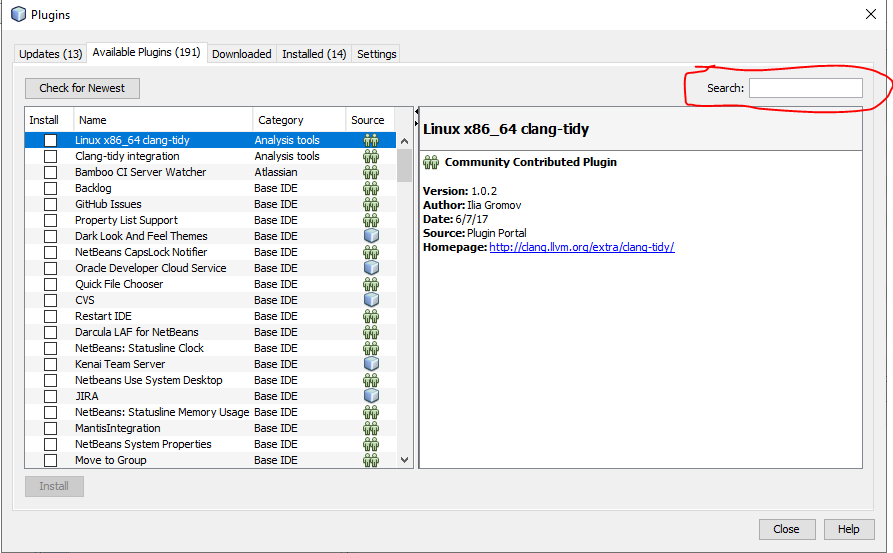 Plugins
Updates (13) Available Plugins (191) Downloaded Installed (14) Settings
Check for Newest Search:
Install Name Category Source
Linux x86_64 clang-tidy Analysis tools
Clang-tidy integration Analysis tools
Bamboo CI Server Watcher Atlassian
Backlog Base IDE
GitHub Issues Base IDE
Property List Support Base IDE
Dark Look And Feel Themes Base IDE
NetBeans CapsLock Notifier Base IDE
Oracle Developer Cloud Service Base IDE
Quick File Chooser Base IDE
CVS Base IDE
Restart IDE Base IDE
Darcula LAF for NetBeans Base IDE
NetBeans: Statusline Clock Base IDE
Kenai Team Server Base IDE
Netbeans Use System Desktop Base IDE
JIRA Base IDE
NetBeans: Statusline Memory Usage Base IDE
MantisIntegration Base IDE
NetBeans System Properties Base IDE
Move to Group Base IDE
Linux x86_64 clang-tidy
Community Contributed Plugin
Version: 1.0.2
Author: Ilia Gromov
Date: 6/7/17
Source: Plugin Portal
Homepage: http://clang.llvm.org/extra/clang-tidy/
Install
Close Help